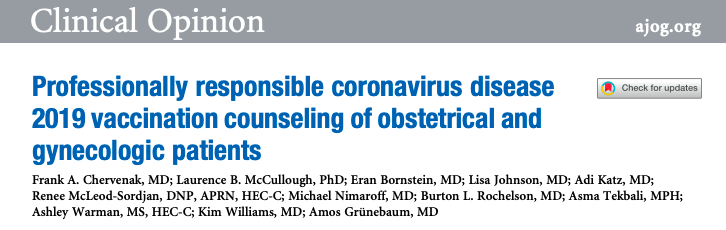 Clinical Opinion
ajog.org
Professionally responsible coronavirus disease
Check for updates
2019 vaccination counseling of obstetrical and
gynecologic patients
Frank A. Chervenak, MD; Laurence B. McCullough, PhD; Eran Bornstein, MD; Lisa Johnson, MD; Adi Katz, MD;
Renee McLeod-Sordjan, DNP, APRN, HEC-C; Michael Nimaroff, MD; Burton L. Rochelson, MD; Asma Tekbali, MPH;
Ashley Warman, MS, HEC-C; Kim Williams, MD; Amos Grünebaum, MD